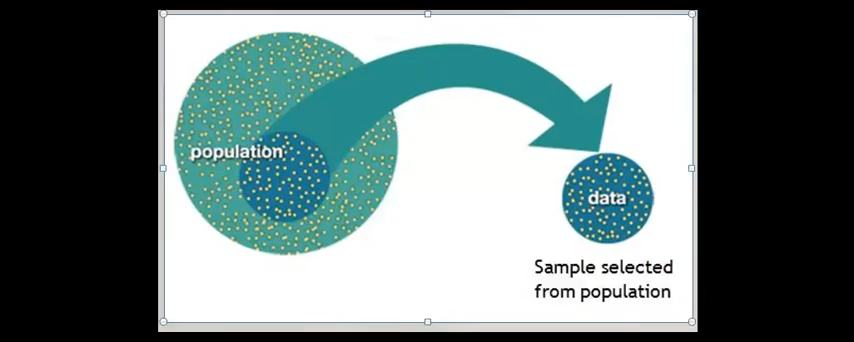 population
data
Sample selected
from population